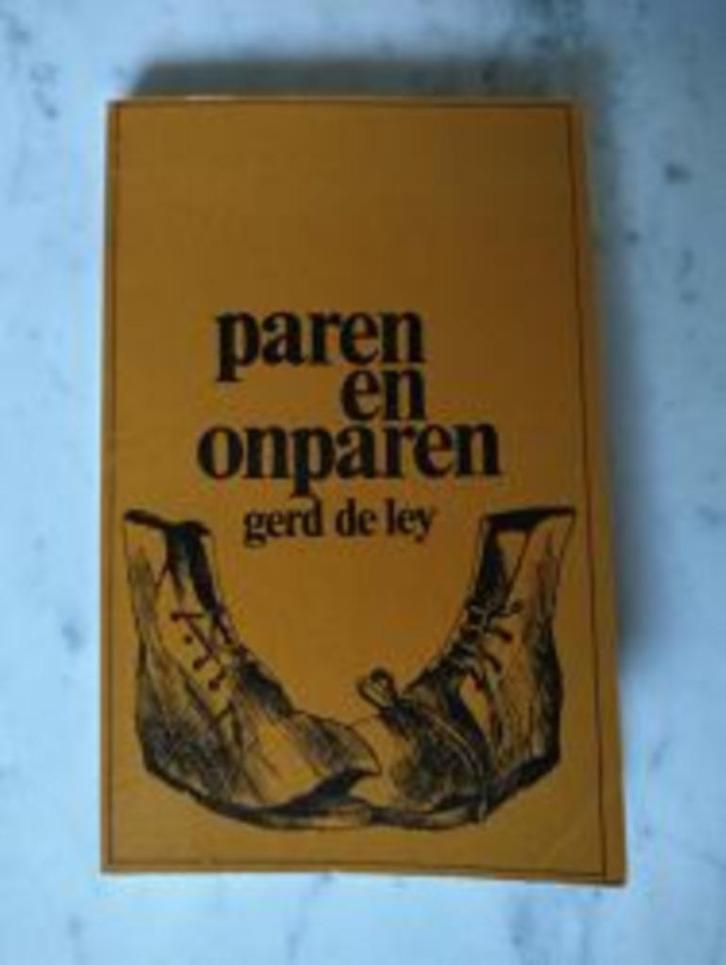 paren
en
onparen
gerd de ley